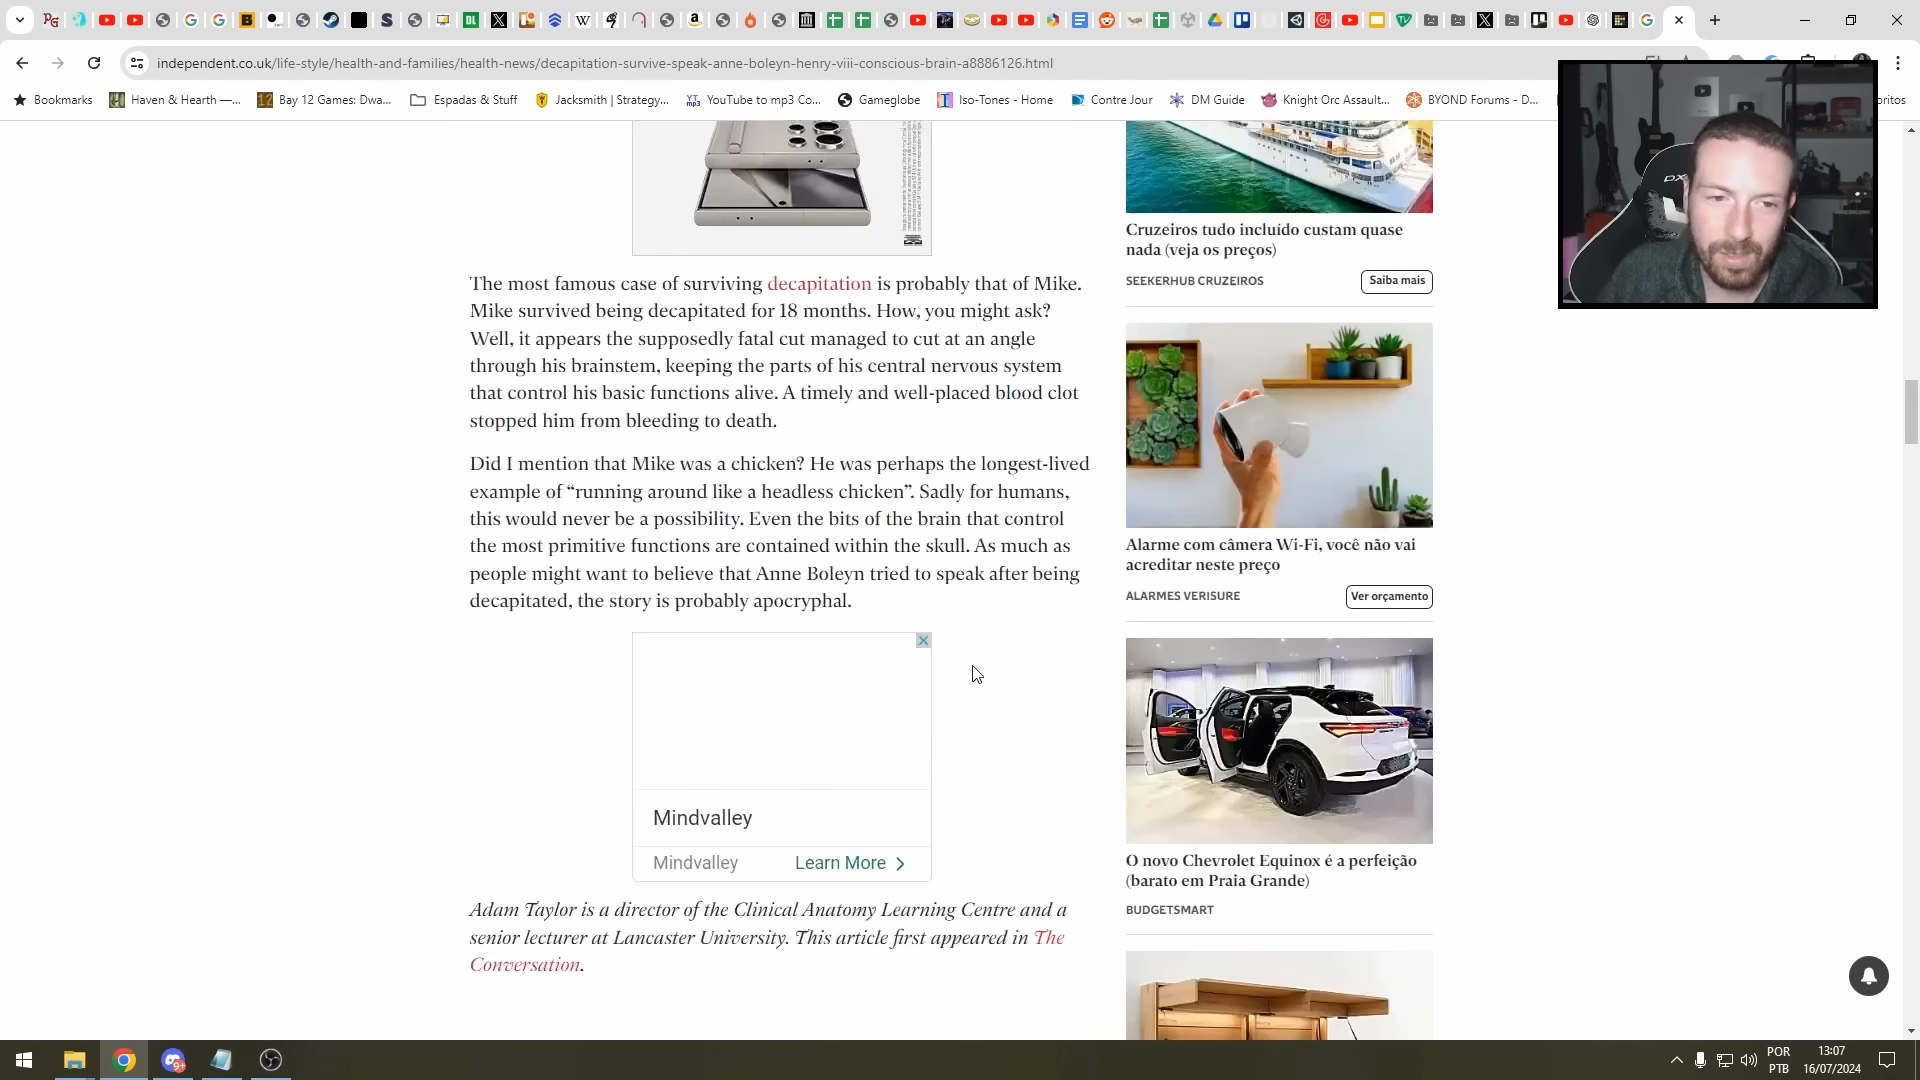 independent.co.uk/life-style/health-and-families/health-news/decapitation-survive-speak-anne-boleyn-henry-viii-conscious-brain-a8886126.html
Bookmarks
Haven & Hearth —...
Bay 12 Games: Dwa...
Espadas & Suff
Jacksmith | Strategy...
YouTube to mp3 Co...
Gameglobe
Iso-Tones - Home
Contre Jour
DM Guide
Knight Orc Assault...
BYOND Forums - D...
oritos
The most famous case of surviving decapitation is probably that of Mike.
Mike survived being decapitated for 18 months. How, you might ask?
Well, it appears the supposedly fatal cut managed to cut at an angle
through his brainstem, keeping the parts of his central nervous system
that control his basic functions alive. A timely and well-placed blood clot
stopped him from bleeding to death.
Did I mention that Mike was a chicken? He was perhaps the longest-lived
example of “running around like a headless chicken”. Sadly for humans,
this would never be a possibility. Even the bits of the brain that control
the most primitive functions are contained within the skull. As much as
people might want to believe that Anne Boleyn tried to speak after being
decapitated, the story is probably apocryphal.
Mindvalley
Mindvalley
Learn More
Adam Taylor is a director of the Clinical Anatomy Learning Centre and a
senior lecturer at Lancaster University. This article first appeared in The
Conversation.
Cruzeiros tudo incluído custam quase
nada (veja os preços)
SEEKERHUB CRUZEIROS
Saiba mais
Alarme com câmera Wi-Fi, você não vai
acreditar neste preço
ALARMES VERISURE
Ver orçamento
O novo Chevrolet Equinox é a perfeição
(barato em Praia Grande)
BUDGETSMART
POR
PTB
13:07
16/07/2024